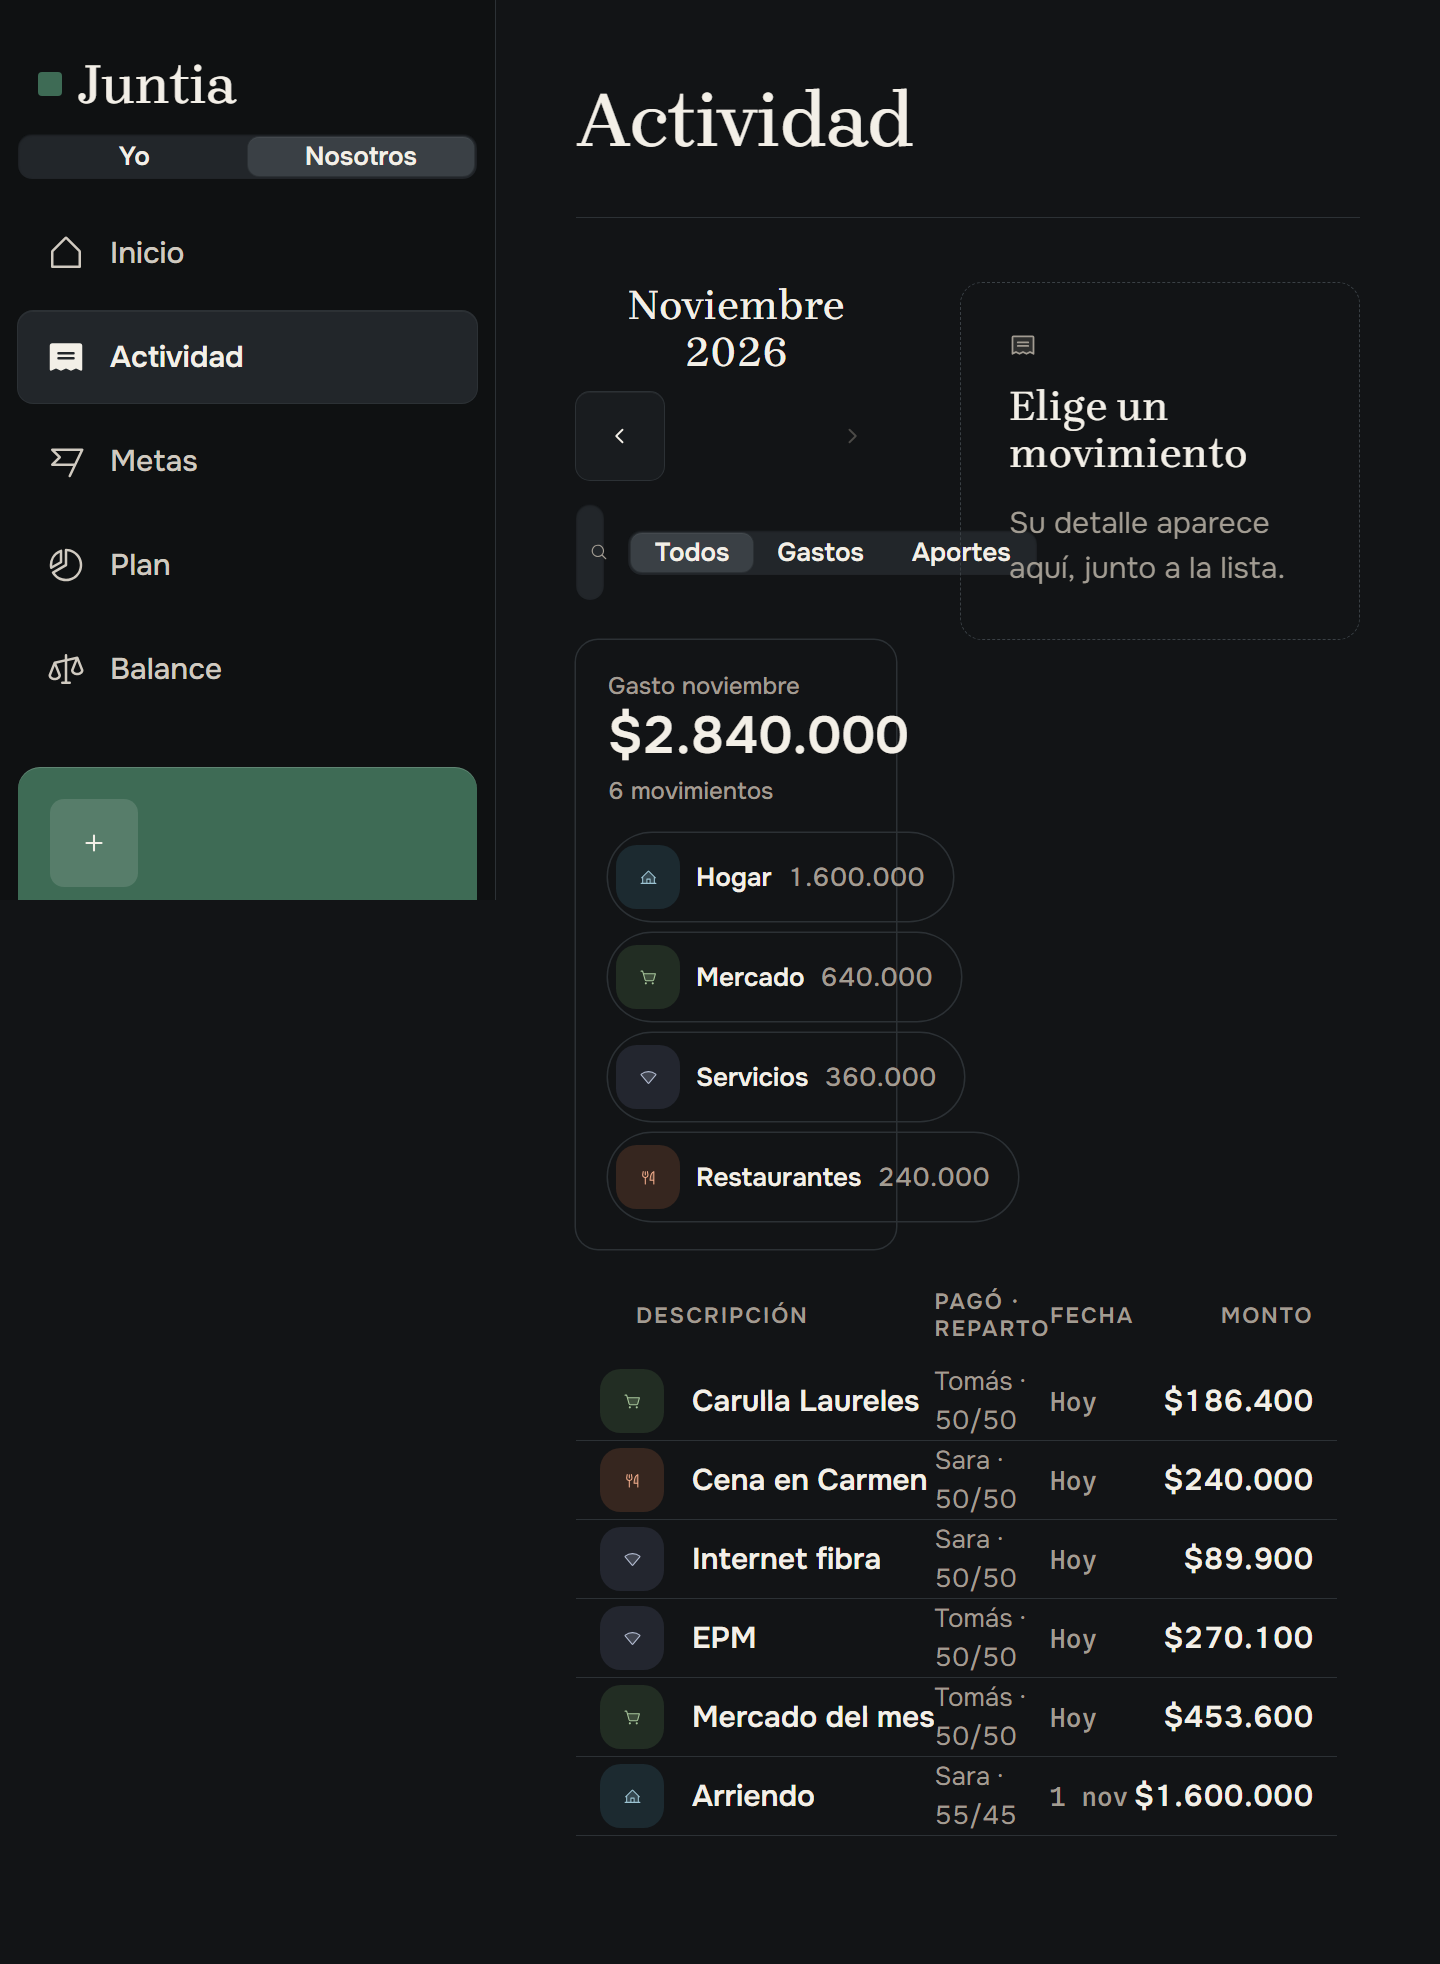 Juntia
Yo
Nosotros
Inicio
Actividad
Metas
Plan
Balance
Actividad
Noviembre
2026
Todos
Gastos
Aportes
Elige un
movimiento
Su detalle aparece
aquí, junto a la lista.
Gasto noviembre
$2.840.000
6 movimientos
Hogar 1.600.000
Mercado 640.000
Servicios 360.000
Restaurantes 240.000
DESCRIPCIÓN
PAGÓ ·
REPARTO
FECHA
MONTO
Carulla Laureles
Tomás ·
50/50
Hoy
$186.400
Cena en Carmen
Sara ·
50/50
Hoy
$240.000
Internet fibra
Sara ·
50/50
Hoy
$89.900
EPM
Tomás ·
50/50
Hoy
$270.100
Mercado del mes
Tomás ·
50/50
Hoy
$453.600
Arriendo
Sara ·
55/45
1 nov
$1.600.000